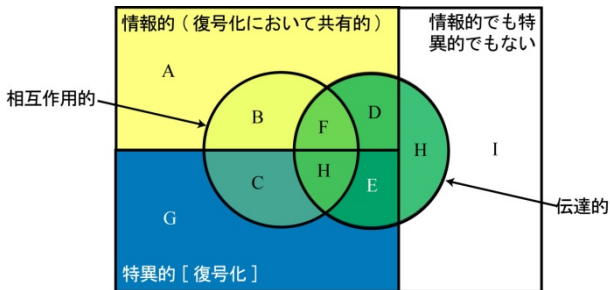 情報的（復号化において共有的）
情報的でも特
異的でもない
A
相互作用的
B
F
D
H
I
C
H
E
G
伝達的
特異的 [ 復号化 ]